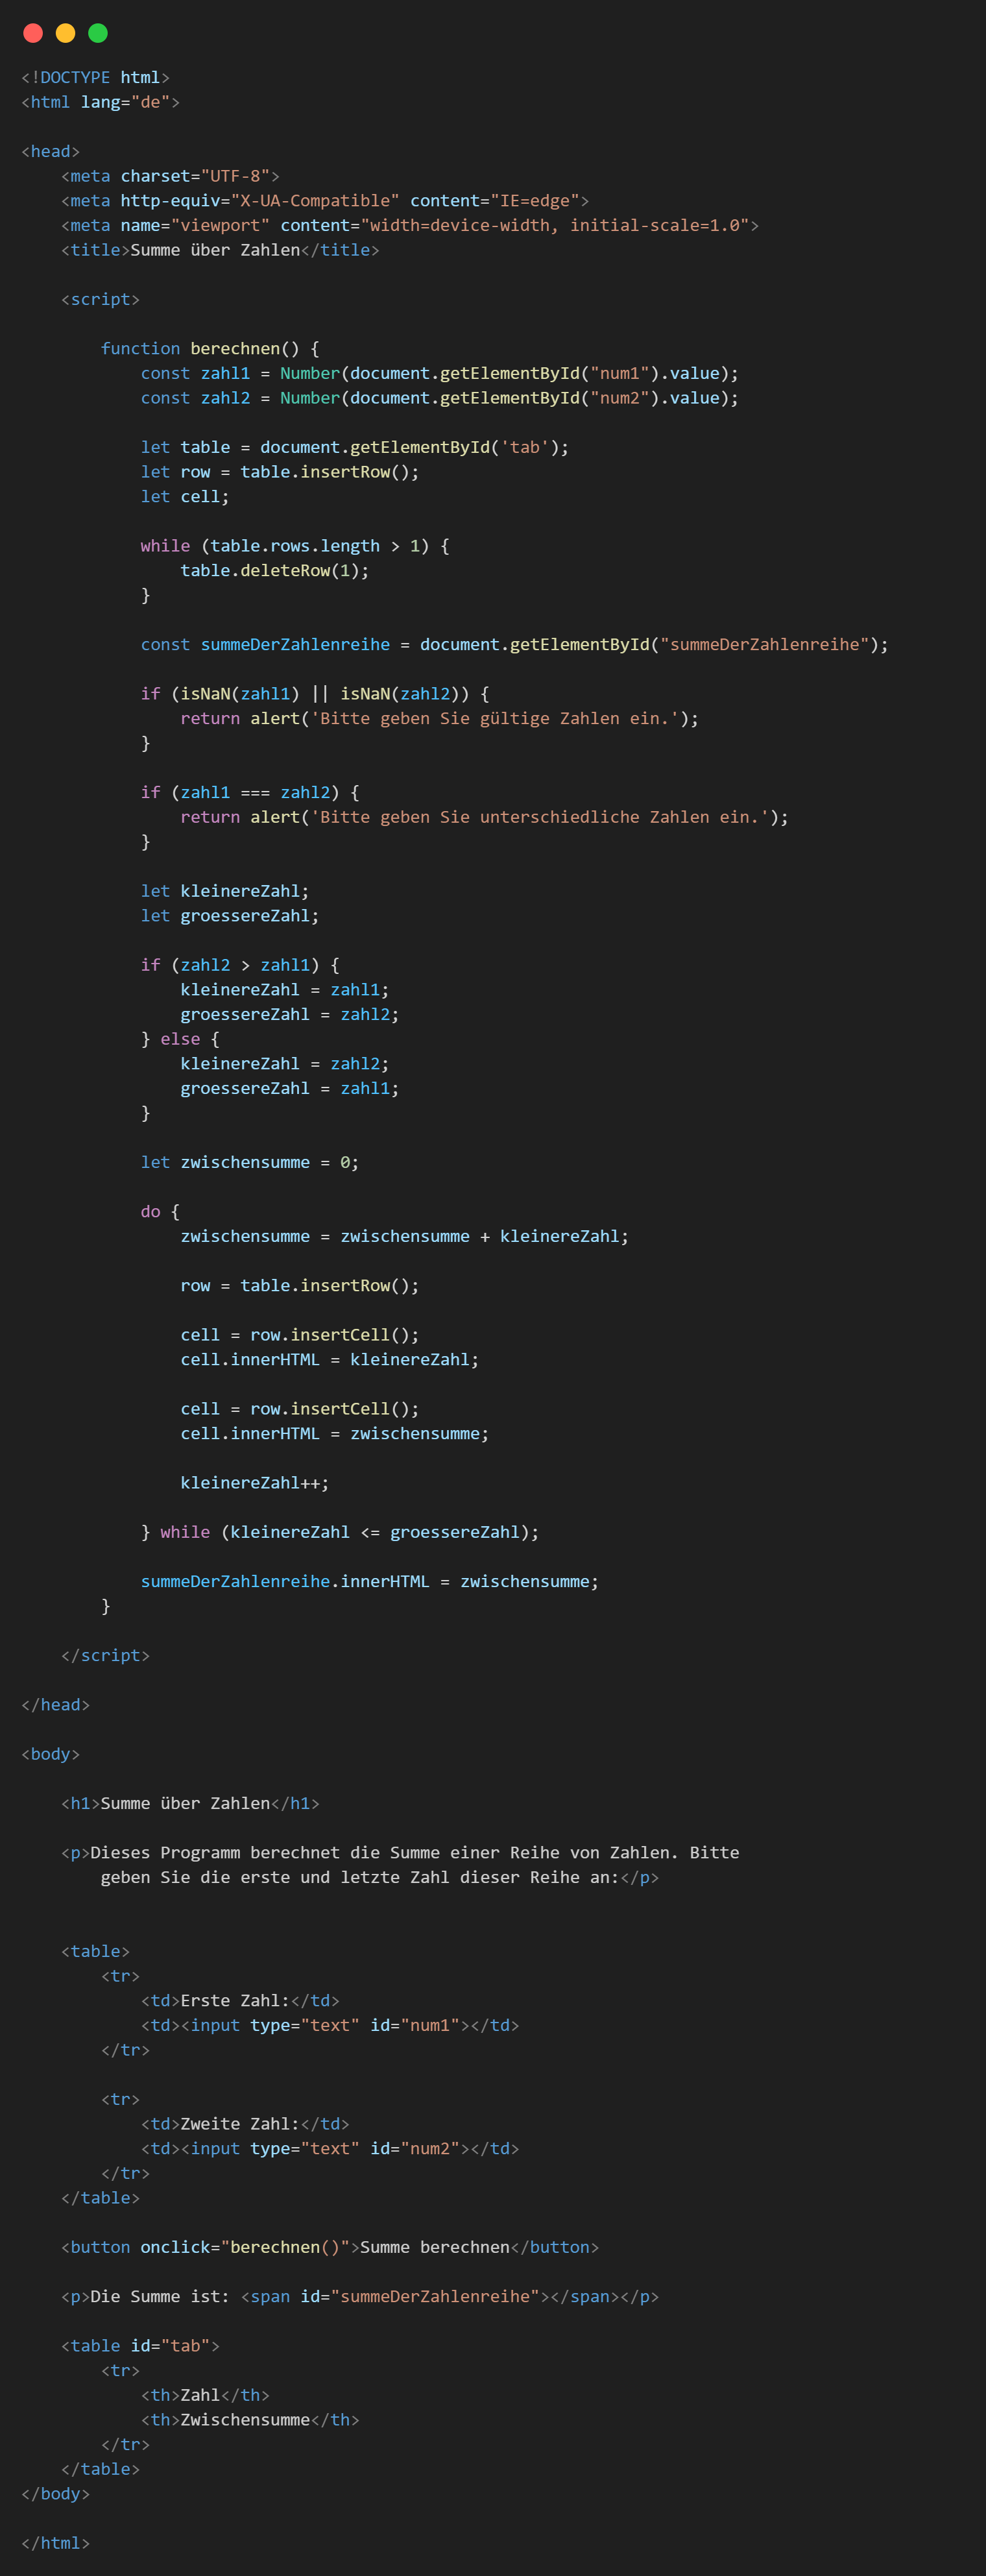 <!DOCTYPE html>
<html lang="de">
<head>
<meta charset="UTF-8">
<meta http-equiv="X-UA-Compatible" content="IE=edge">
<meta name="viewport" content="width=device-width, initial-scale=1.0">
<title>Summe über Zahlen</title>
<script>
function berechnen() {
const zahl1 = Number(document.getElementById("num1").value);
const zahl2 = Number(document.getElementById("num2").value);
let table = document.getElementById('tab');
let row = table.insertRow();
let cell;
while (table.rows.length > 1) {
table.deleteRow(1);
}
const summeDerZahlenreihe = document.getElementById("summeDerZahlenreihe");
if (isNaN(zahl1) || isNaN(zahl2)) {
return alert('Bitte geben Sie gültige Zahlen ein.');
}
if (zahl1 === zahl2) {
return alert('Bitte geben Sie unterschiedliche Zahlen ein.');
}
let kleinereZahl;
let groessereZahl;
if (zahl2 > zahl1) {
kleinereZahl = zahl1;
groessereZahl = zahl2;
} else {
kleinereZahl = zahl2;
groessereZahl = zahl1;
}
let zwischensumme = 0;
do {
zwischensumme = zwischensumme + kleinereZahl;
row = table.insertRow();
cell = row.insertCell();
cell.innerHTML = kleinereZahl;
cell = row.insertCell();
cell.innerHTML = zwischensumme;
kleinereZahl++;
} while (kleinereZahl <= groessereZahl);
summeDerZahlenreihe.innerHTML = zwischensumme;
}
</script>
</head>
<body>
<h1>Summe über Zahlen</h1>
<p>Dieses Programm berechnet die Summe einer Reihe von Zahlen. Bitte
geben Sie die erste und letzte Zahl dieser Reihe an:</p>
<table>
<tr>
<td>Erste Zahl:</td>
<td><input type="text" id="num1"></td>
</tr>
<tr>
<td>Zweite Zahl:</td>
<td><input type="text" id="num2"></td>
</tr>
</table>
<button onclick="berechnen()">Summe berechnen</button>
<p>Die Summe ist: <span id="summeDerZahlenreihe"></span></p>
<table id="tab">
<tr>
<th>Zahl</th>
<th>Zwischensumme</th>
</tr>
</table>
</body>
</html>